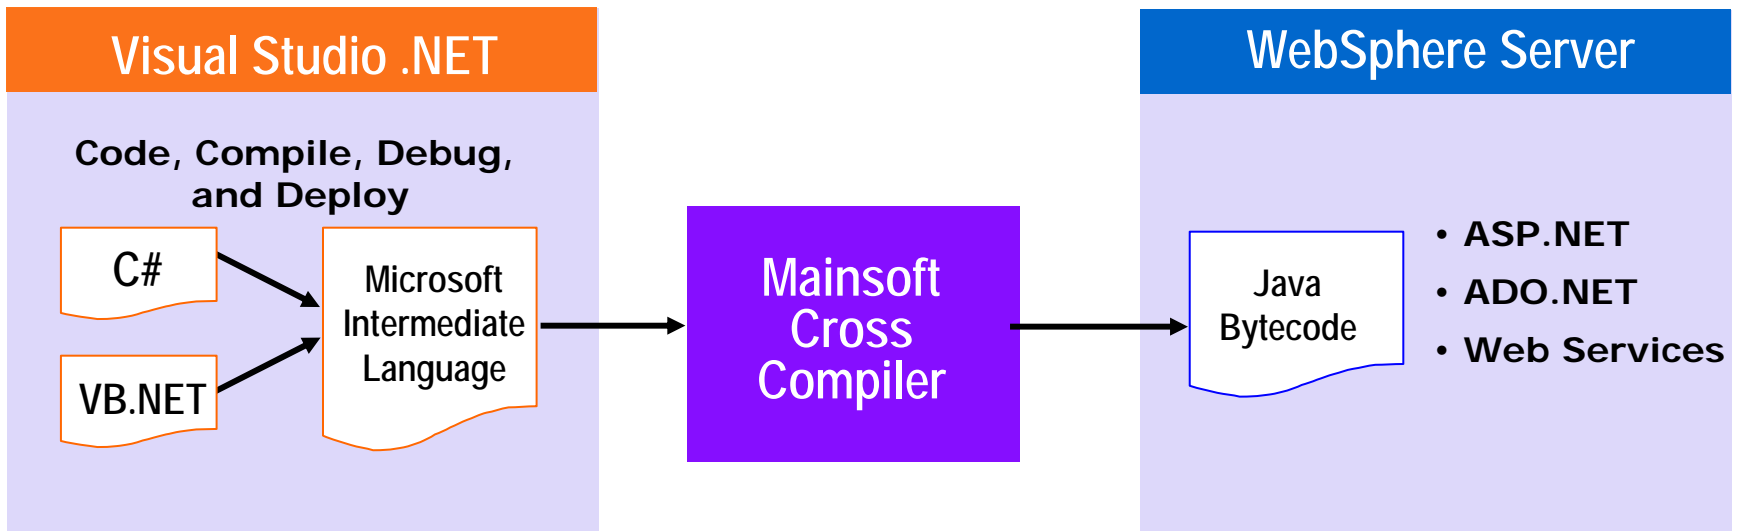 Visual Studio .NET
Code, Compile, Debug,
and Deploy
C#
VB.NET
Microsoft
Intermediate
Language
Mainsoft
Cross
Compiler
WebSphere Server
Java
Bytecode
• ASP.NET
• ADO.NET
• Web Services